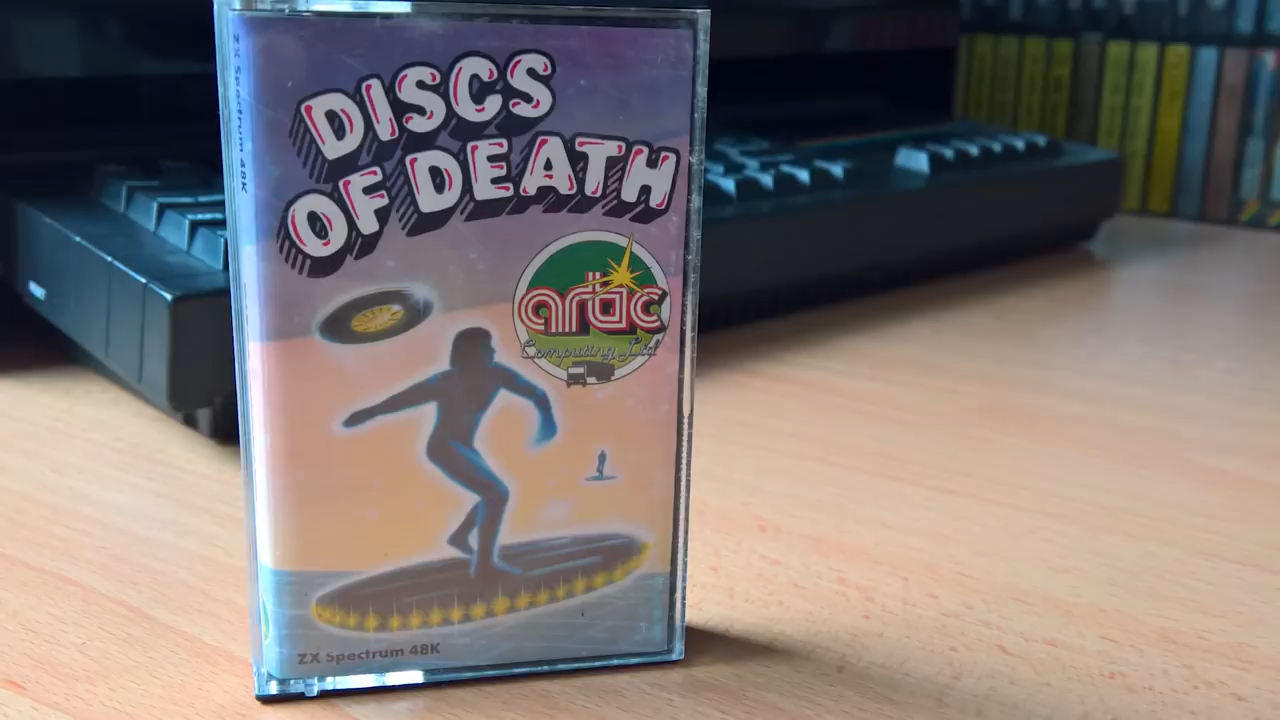 DISCS
OF DEATH
artic
Computing Ltd
ZX Spectrum 48K
ZX Spectrum 48K